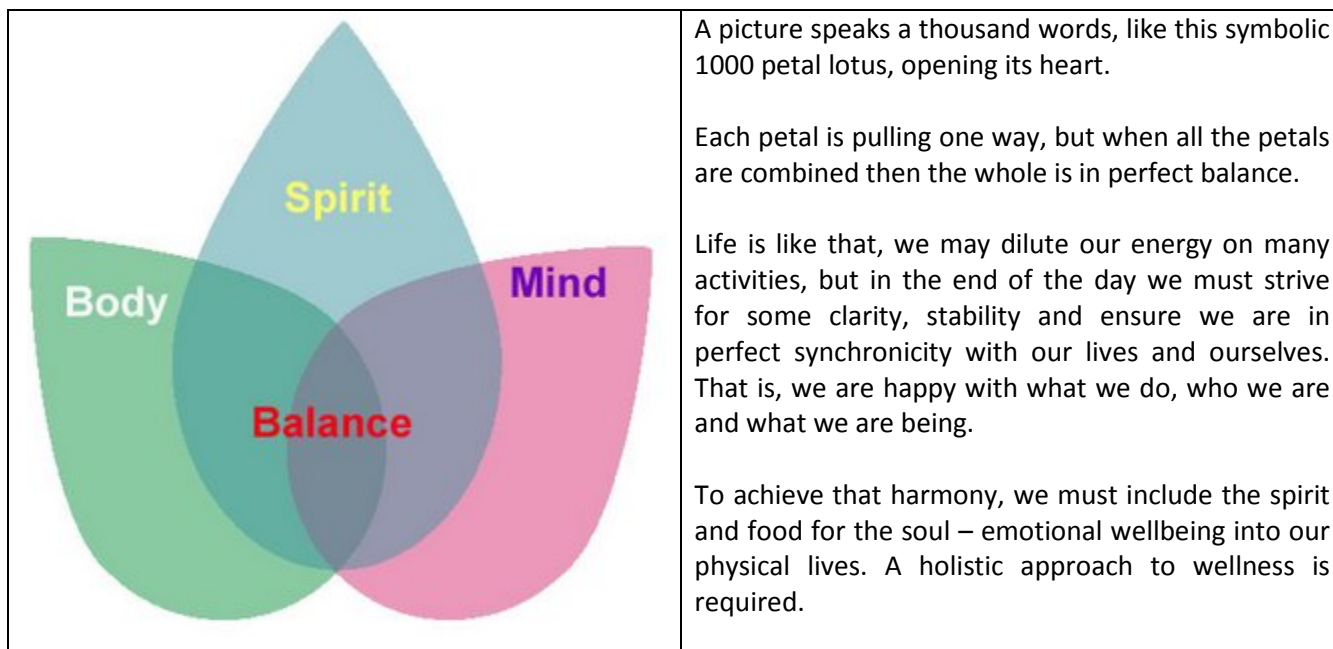 Spirit
Body
Mind
Balance
A picture speaks a thousand words, like this symbolic
1000 petal lotus, opening its heart.
Each petal is pulling one way, but when all the petals
are combined then the whole is in perfect balance.
Life is like that, we may dilute our energy on many
activities, but in the end of the day we must strive
for some clarity, stability and ensure we are in
perfect synchronicity with our lives and ourselves.
That is, we are happy with what we do, who we are
and what we are being.
To achieve that harmony, we must include the spirit
and food for the soul – emotional wellbeing into our
physical lives. A holistic approach to wellness is
required.